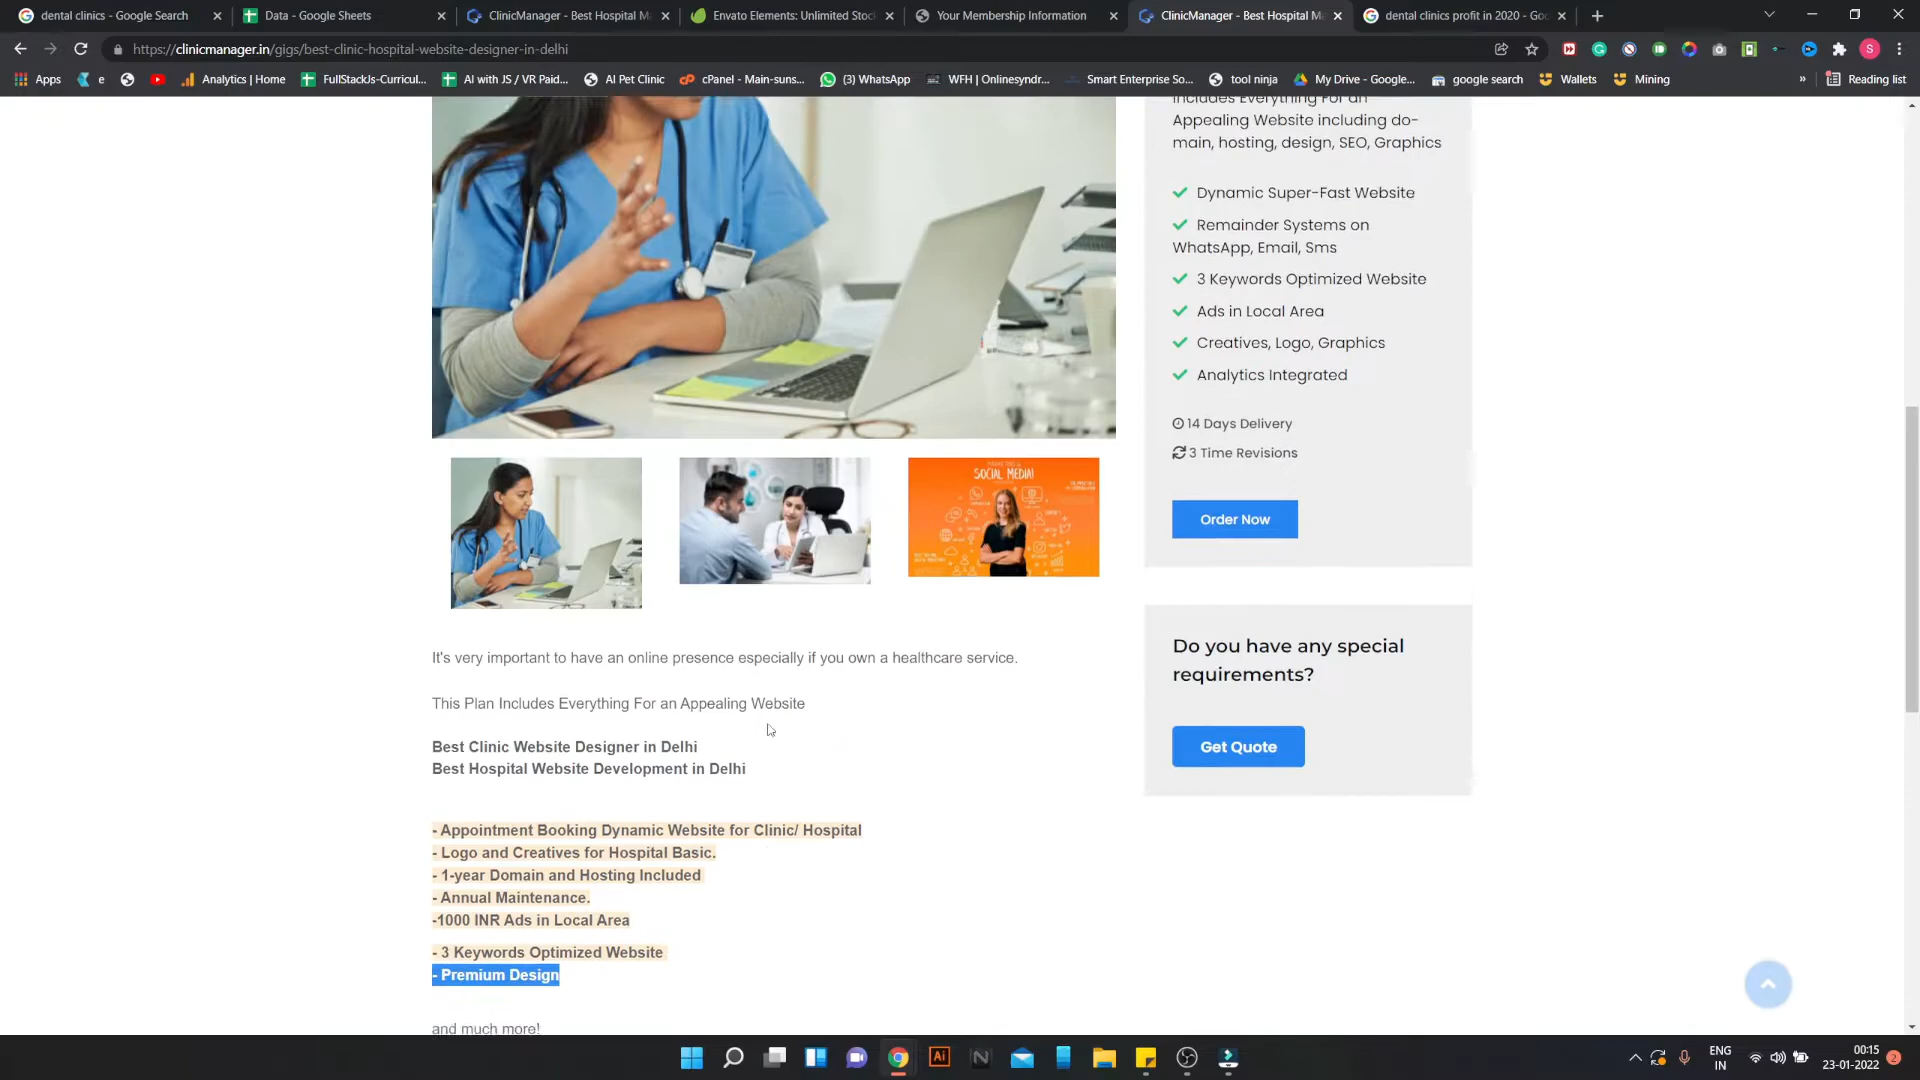 dental clinics - Google Search
Data - Google Sheets
ClinicManager - Best Hospital M
Envato Elements: Unlimited Stoc
Your Membership Information
ClinicManager - Best Hospital M
dental clinics profit in 2020 - Goo
https://clinicmanager.in/gigs/best-clinic-hospital-website-designer-in-delhi
Apps
e
Analytics | Home
FullStackJs-Curricul...
AI with JS / VR Paid...
AI Pet Clinic
cPanel - Main-suns...
(3) WhatsApp
WFH | Onlinesyndr...
Smart Enterprise So...
tool ninja
My Drive - Google...
google search
Wallets
Mining
»
Reading list
Includes Everything For an
Appealing Website including do-
main, hosting, design, SEO, Graphics
Dynamic Super-Fast Website
Remainder Systems on
WhatsApp, Email, Sms
3 Keywords Optimized Website
Ads in Local Area
Creatives, Logo, Graphics
Analytics Integrated
14 Days Delivery
3 Time Revisions
Order Now
SOCIAL MEDIA!
Do you have any special
requirements?
Get Quote
It's very important to have an online presence especially if you own a healthcare service.
This Plan Includes Everything For an Appealing Website
Best Clinic Website Designer in Delhi
Best Hospital Website Development in Delhi
- Appointment Booking Dynamic Website for Clinic/ Hospital
- Logo and Creatives for Hospital Basic.
- 1-year Domain and Hosting Included
- Annual Maintenance.
-1000 INR Ads in Local Area
- 3 Keywords Optimized Website
- Premium Design
and much more!
ENG
IN
00:15
23-01-2022
2